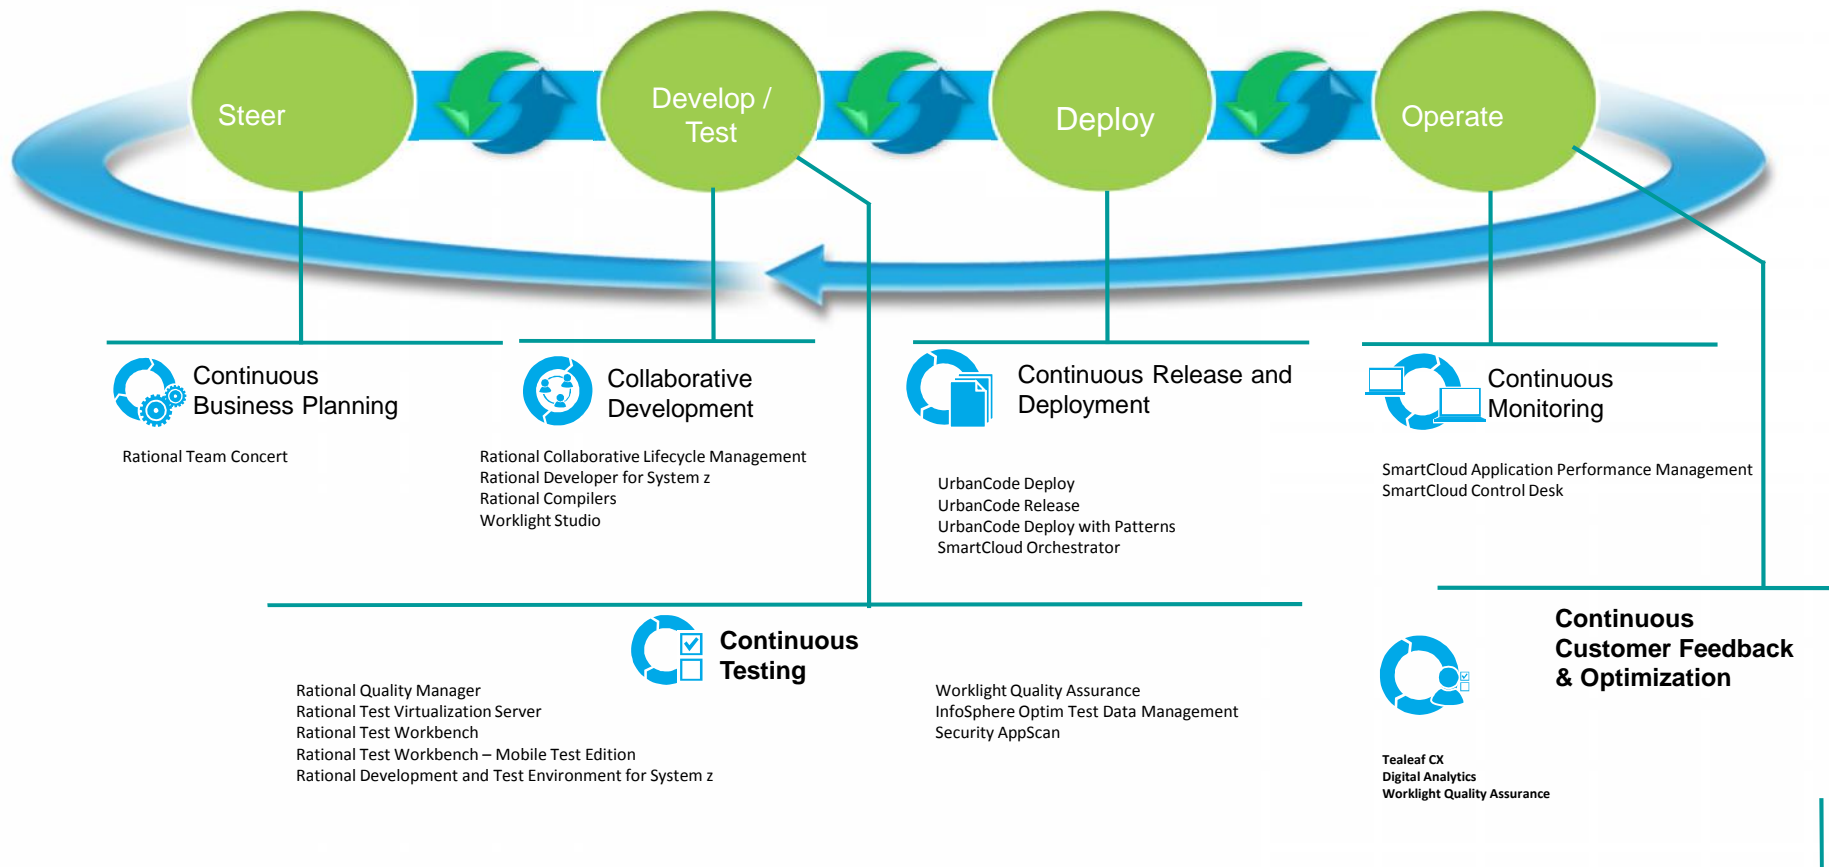 Steer
Develop /
Test
Deploy
Operate
Continuous
Business Planning
Rational Team Concert
Collaborative
Development
Rational Collaborative Lifecycle Management
Rational Developer for System z
Rational Compilers
Worklight Studio
Continuous Release and
Deployment
UrbanCode Deploy
UrbanCode Release
UrbanCode Deploy with Patterns
SmartCloud Orchestrator
Continuous
Monitoring
SmartCloud Application Performance Management
SmartCloud Control Desk
Continuous
Testing
Rational Quality Manager
Rational Test Virtualization Server
Rational Test Workbench
Rational Test Workbench – Mobile Test Edition
Rational Development and Test Environment for System z
Worklight Quality Assurance
InfoSphere Optim Test Data Management
Security AppScan
Continuous
Customer Feedback
& Optimization
Tealeaf CX
Digital Analytics
Worklight Quality Assurance